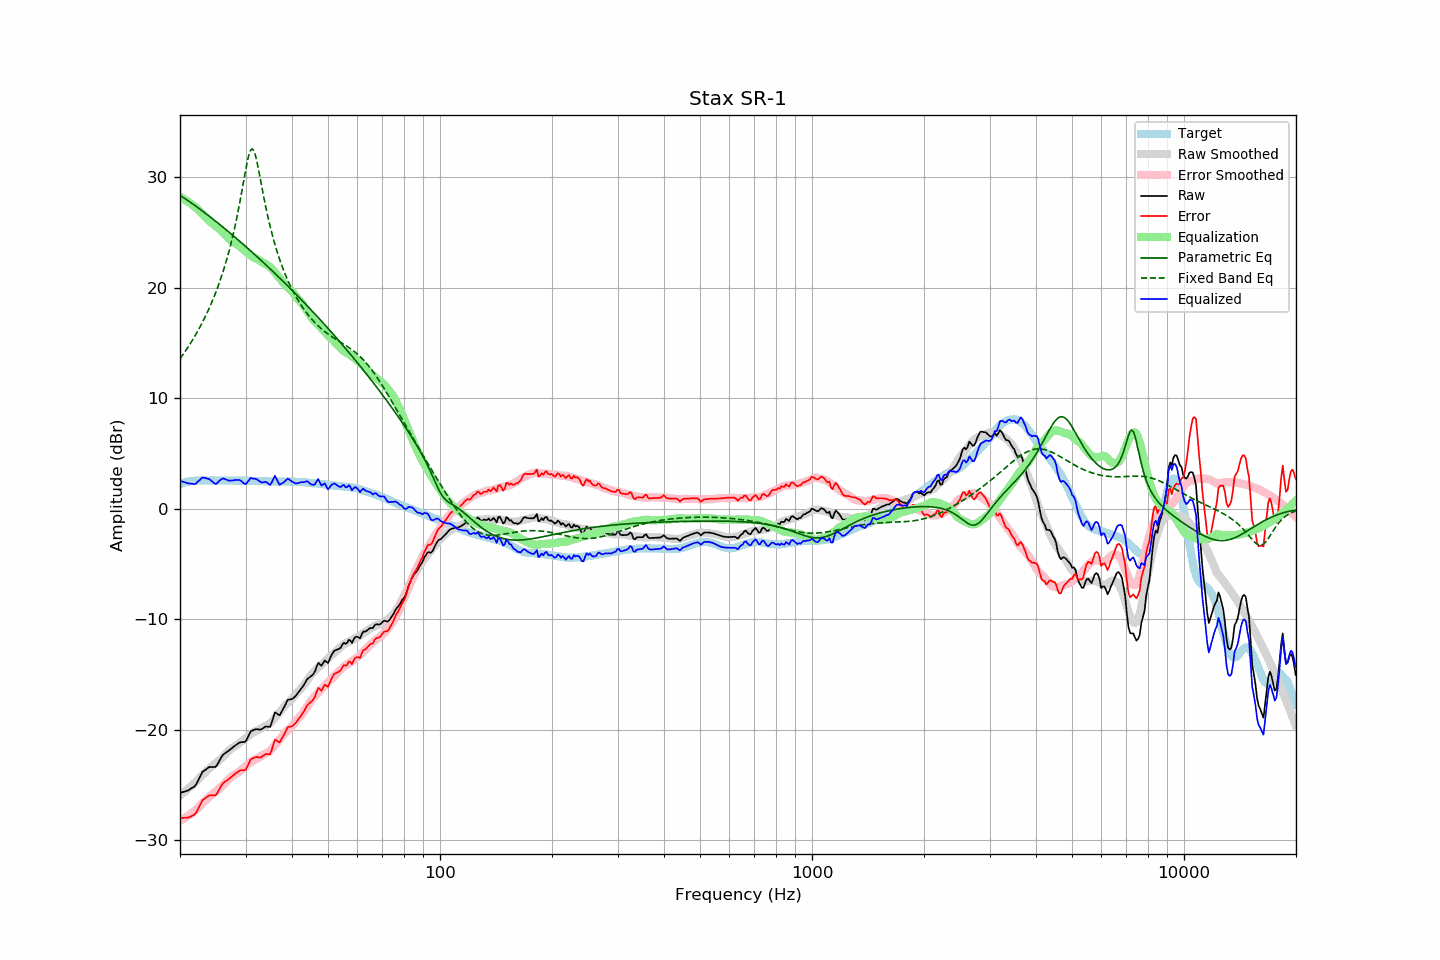 Stax SR-1
Amplitude (dBr)
30
20
10
0
−10
−20
−30
Target
Raw Smoothed
Error Smoothed
Raw
Error
Equalization
Parametric Eq
Fixed Band Eq
Equalized
100
1000
10000
Frequency (Hz)